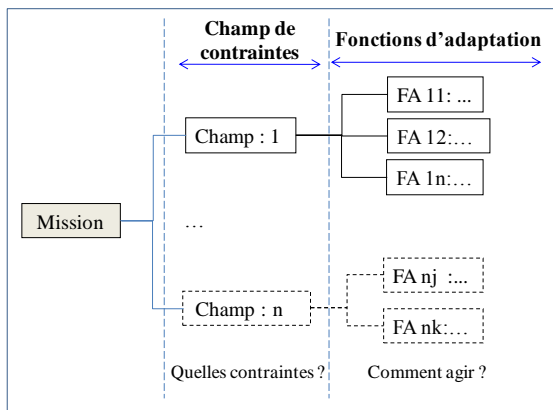 Champ de
contraintes
Fonctions d’adaptation
FA 11: ...
Champ : 1
FA 12:…
FA 1n:…
Mission
…
FA nj :...
Champ : n
FA nk:…
Quelles contraintes ?
Comment agir ?